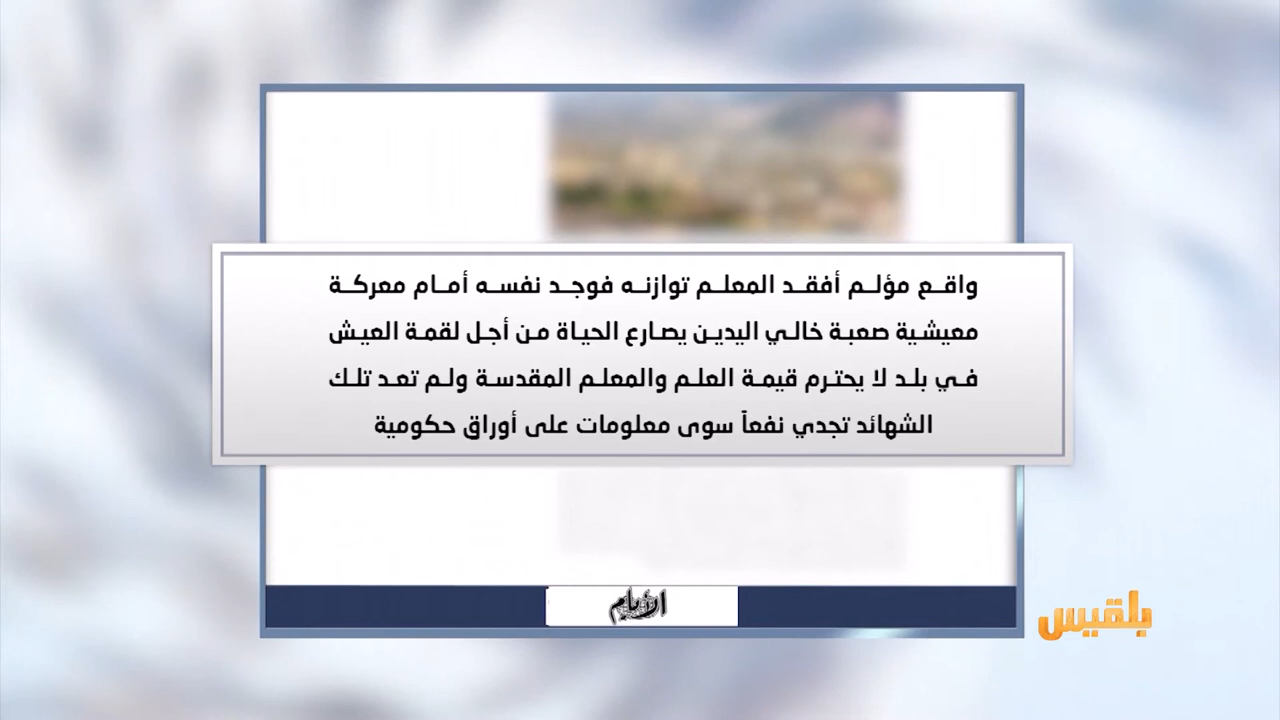 واقع مؤلم أفقد المعلم توازنه فوجد نفسه أمام معركة
معيشية صعبة خالي اليدين يصارع الحياة من أجل لقمة العيش
في بلد لا يحترم قيمة العلم والمعلم المقدسة ولم تعد تلك
الشهائد تجدي نفعاً سوى معلومات على أوراق حكومية
الأيام
بلقيس